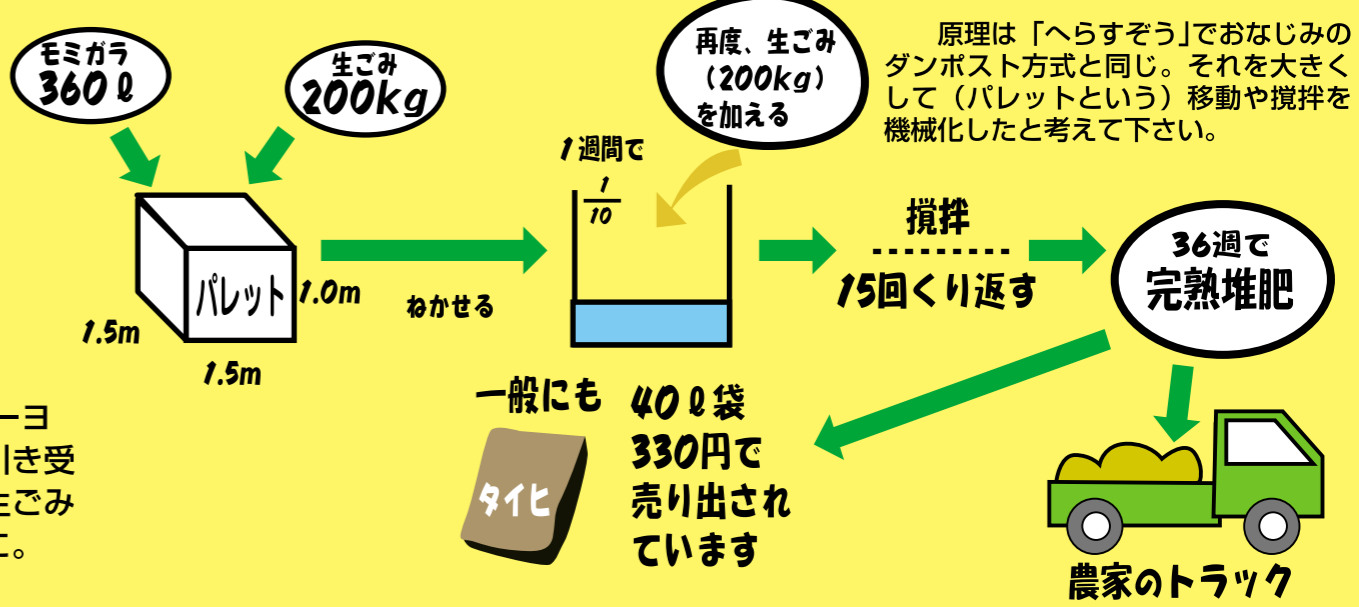 モミガラ
360ℓ
生ごみ
200kg
再度、生ごみ
(200kg)
を加える
原理は「へらすぞう」でおなじみの
ダンポスト方式と同じ。それを大きく
して（パレットという）移動や撹拌を
機械化したと考えて下さい。
パレット
1.0m
1.5m
1.5m
ねかせる
1週間で
1
10
撹拌
15回くり返す
36週で
完熟堆肥
一般にも
タイヒ
40ℓ袋
330円で
売り出され
ています
農家のトラック
ーヨ
引き受
生ごみ
に。